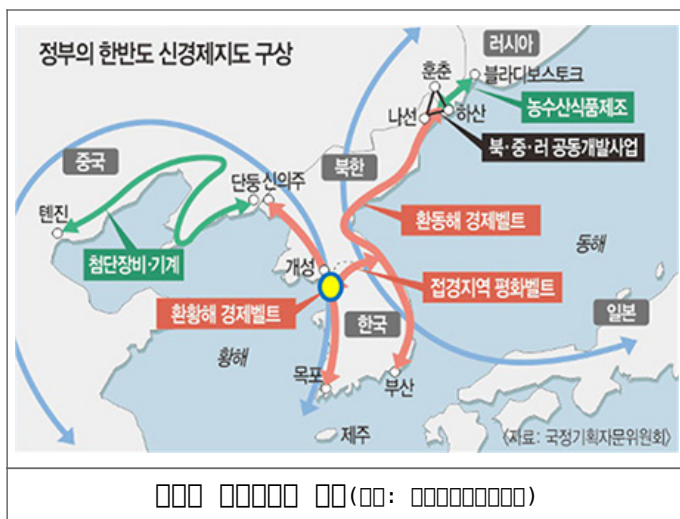 정부의 한반도 신경제지도 구상
러시아
훈춘
블라디보스토크
농수산식품제조
나선
하산
북·중·러 공동개발사업
중국
북한
단둥 신의주
톈진
환동해 경제벨트
동해
첨단장비·기계
개성
접경지역 평화벨트
환황해 경제벨트
한국
일본
황해
목포
부산
제주
〈자료: 국정기획자문위원회〉